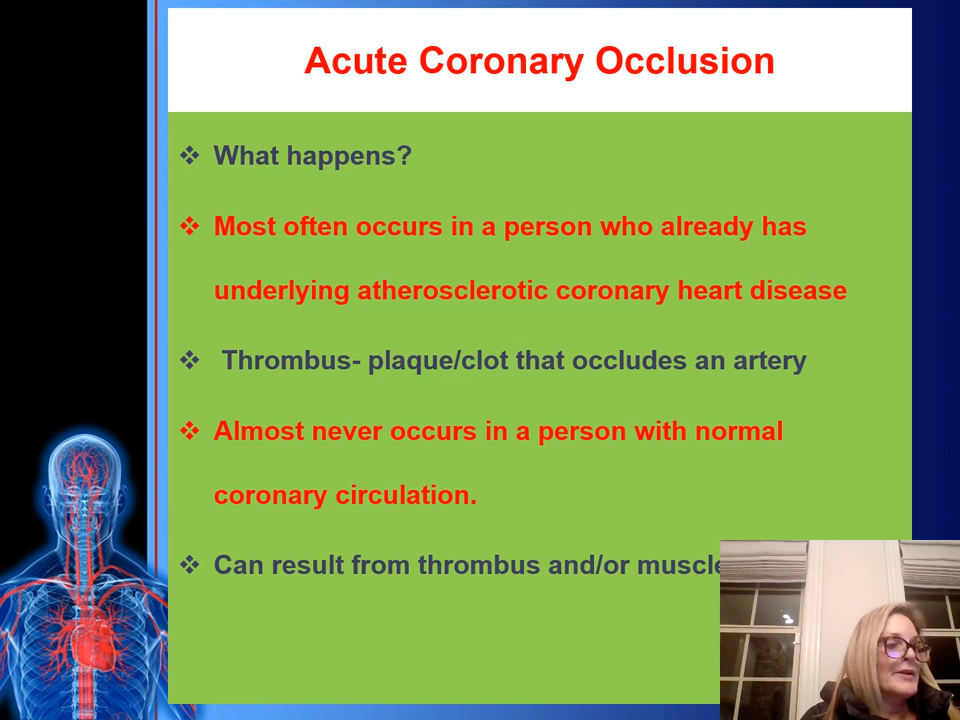 Acute Coronary Occlusion
❖ What happens?
❖ Most often occurs in a person who already has
underlying atherosclerotic coronary heart disease
❖ Thrombus- plaque/clot that occludes an artery
❖ Almost never occurs in a person with normal
coronary circulation.
❖ Can result from thrombus and/or muscle